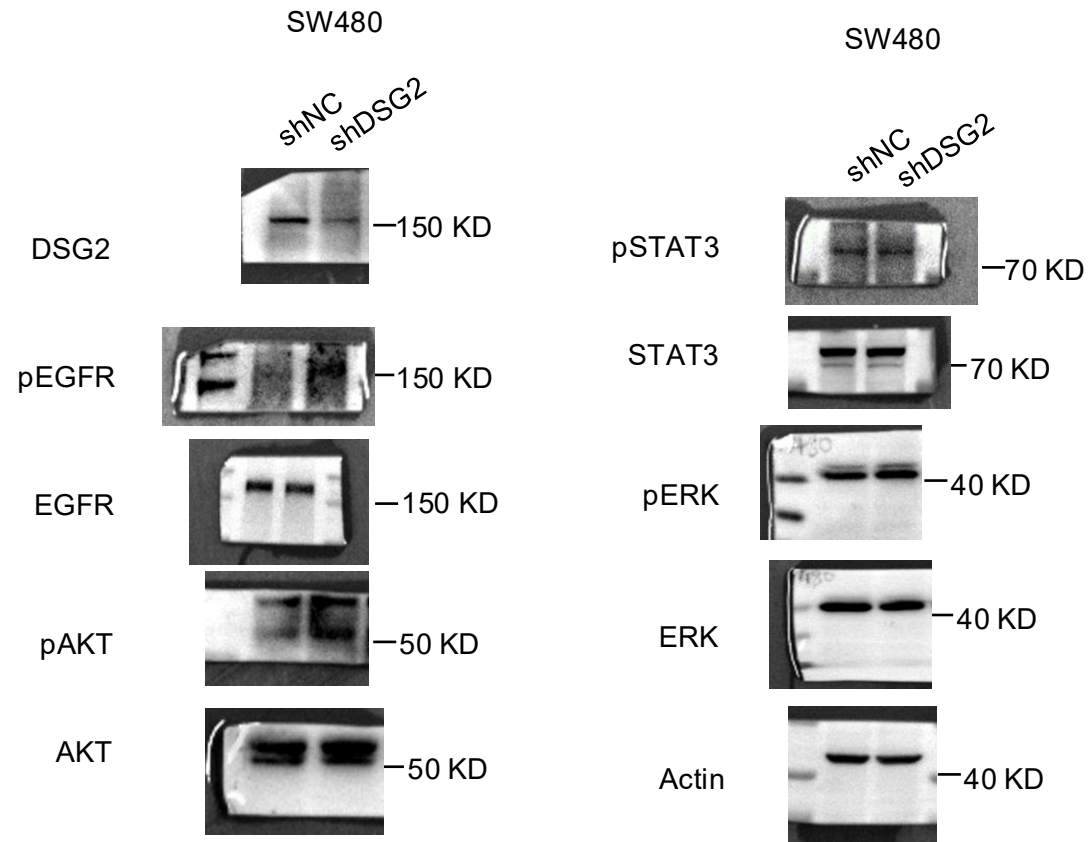 SW480
shNC
shDSG2
DSG2
150 KD
pEGFR
150 KD
EGFR
150 KD
pAKT
50 KD
AKT
50 KD
SW480
shNC
shDSG2
pSTAT3
70 KD
STAT3
70 KD
pERK
40 KD
ERK
40 KD
Actin
40 KD